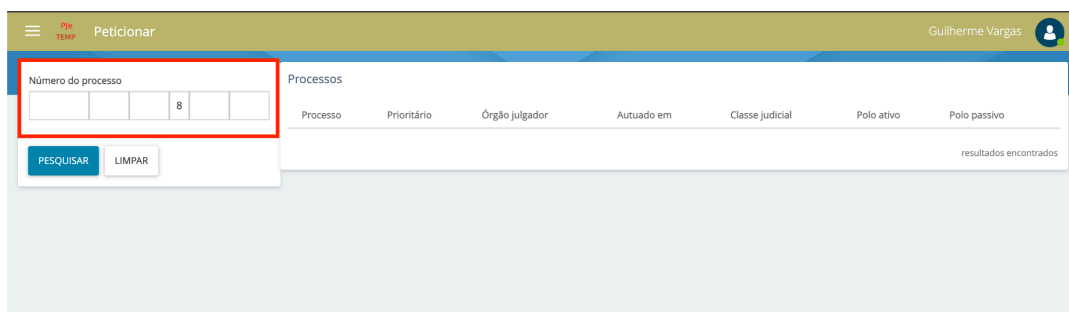 Pje
TEMP
Peticionar
Guilherme Vargas
Número do processo
8
PESQUISAR
LIMPAR
Processos
Processo Prioritário Órgão julgador Autuado em Classe judicial Polo ativo Polo passivo
resultados encontrados